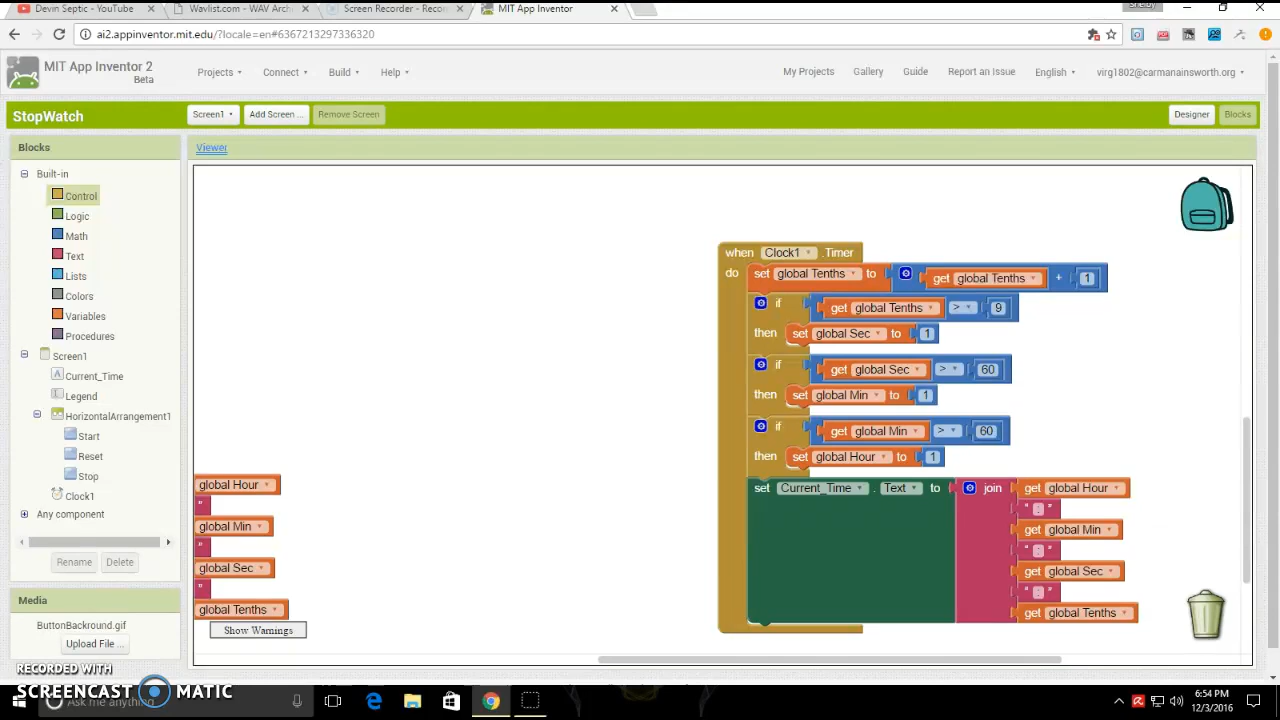 Devin Septic - YouTube
Wavlist.com - WAV Arch
Screen Recorder - Recor
MIT App Inventor
Shelby
ai2.appinventor.mit.edu/?locale=en#6367213297336320
MIT App Inventor 2
Beta
Projects
Connect
Build
Help
My Projects
Gallery
Guide
Report an Issue
English
virg1802@carmanainsworth.org
StopWatch
Screen1
Add Screen ...
Remove Screen
Designer
Blocks
Blocks
Viewer
Built-in
Control
Logic
Math
Text
Lists
Colors
Variables
Procedures
Screen1
Current_Time
Legend
HorizontalArrangement1
Start
Reset
Stop
Clock1
Any component
Rename
Delete
Media
ButtonBackround.gif
Upload File ...
global Hour
"
global Min
"
global Sec
"
global Tenths
Show Warnings
when Clock1 .Timer
do set global Tenths to get global Tenths + 1
if get global Tenths > 9
then set global Sec to 1
if get global Sec > 60
then set global Min to 1
if get global Min > 60
then set global Hour to 1
set Current_Time . Text to join get global Hour
" : "
get global Min
" : "
get global Sec
" : "
get global Tenths
RECORDED WITH
SCREENCAST MATIC
Ask me anything
6:54 PM
12/3/2016